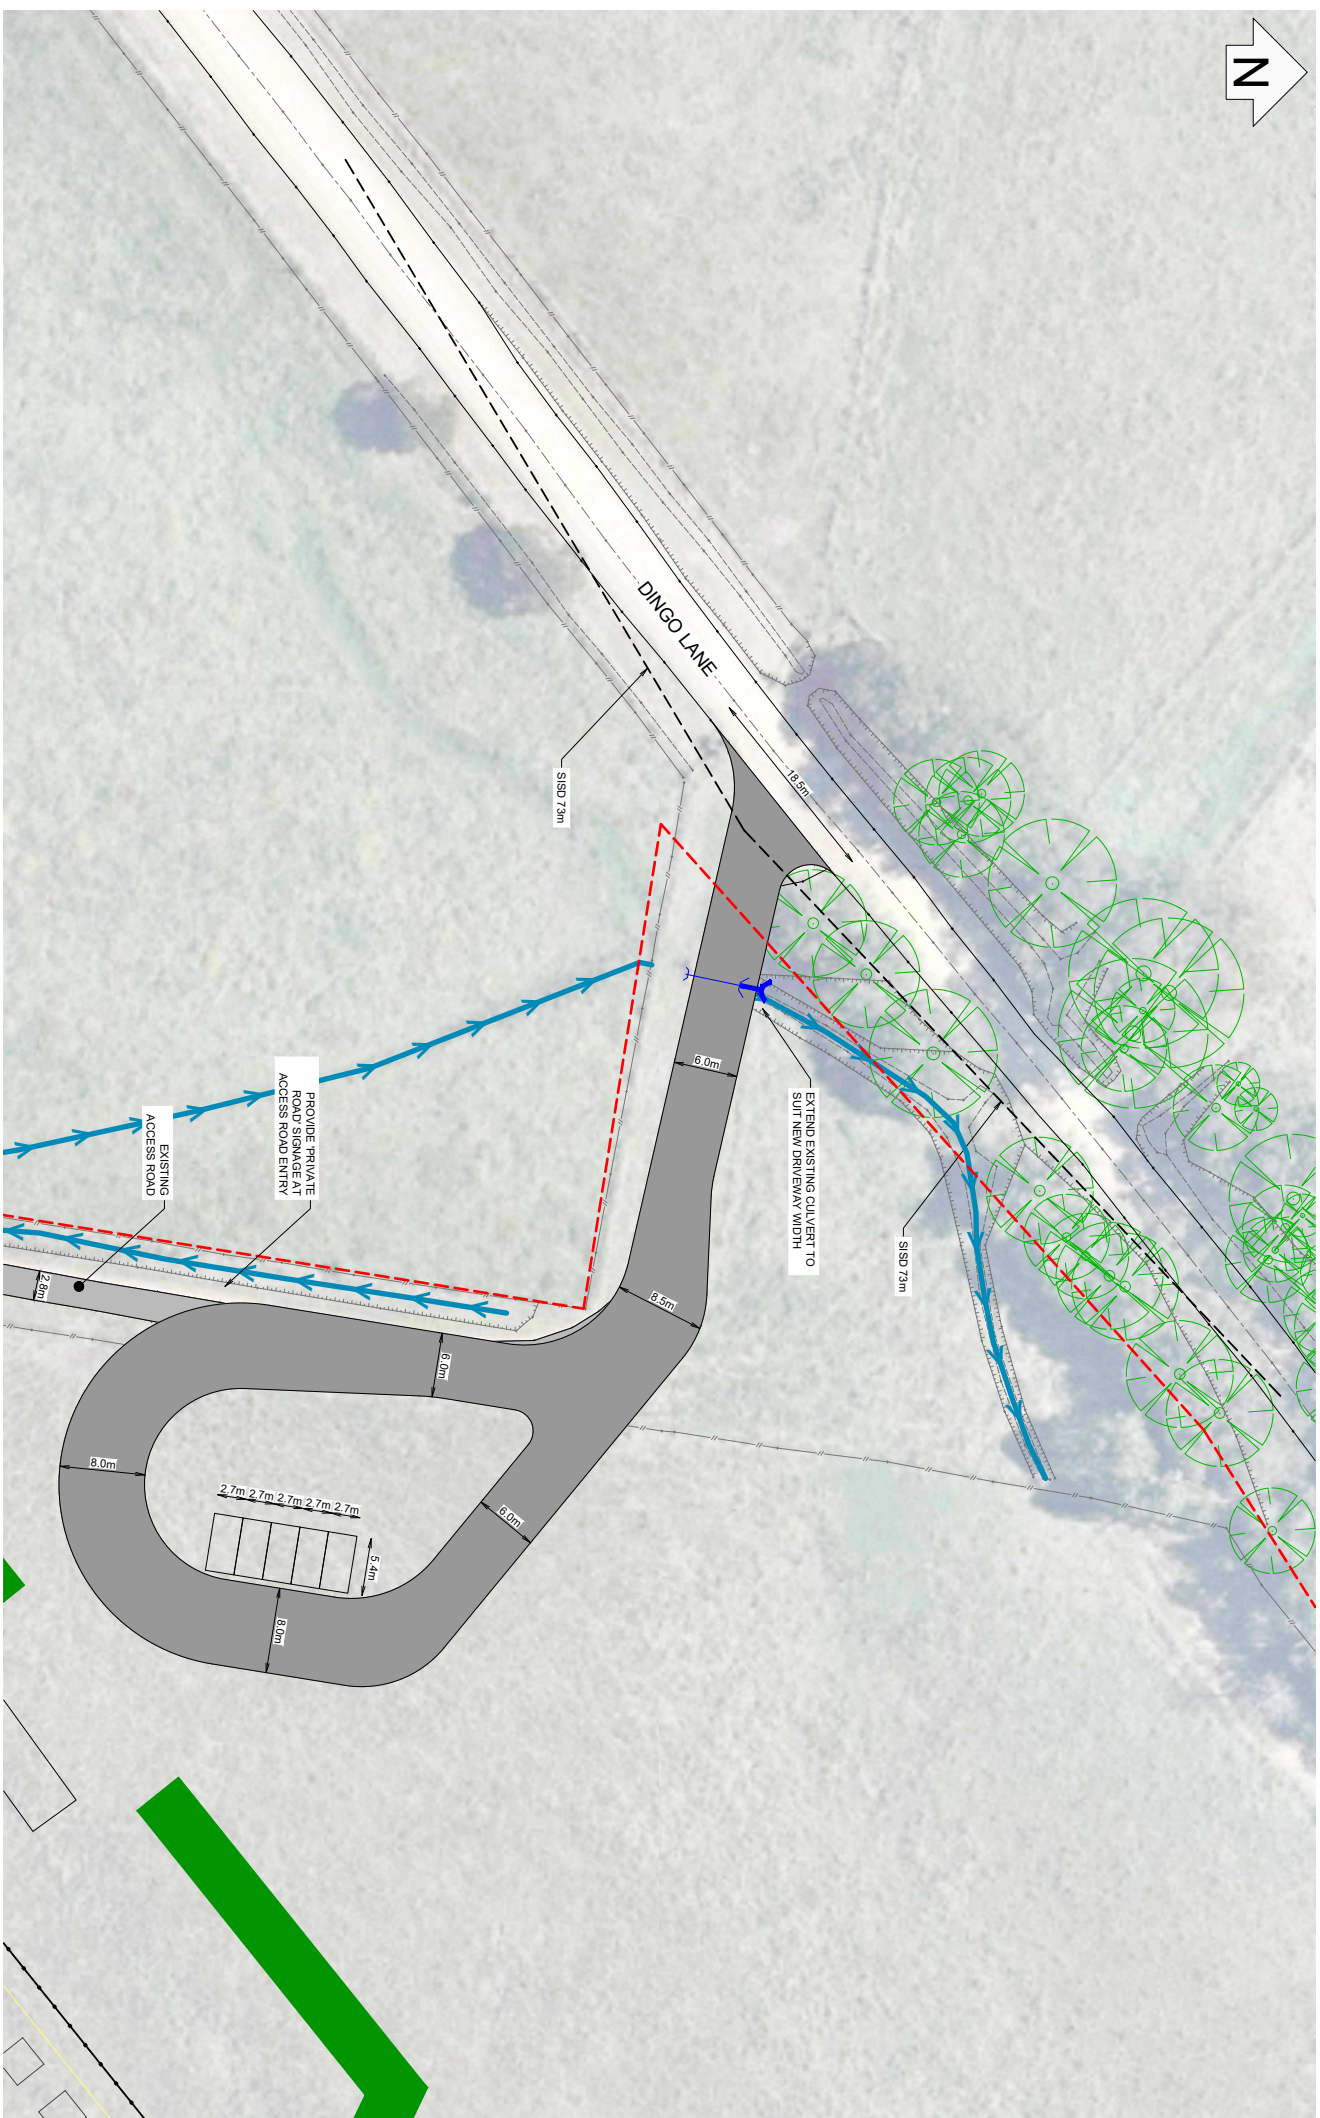 N
DINGO LANE
18.5m
SISD 73m
6.0m
EXTEND EXISTING CULVERT TO
SUIT NEW DRIVEWAY WIDTH
SISD 73m
PROVIDE 'PRIVATE
ROAD' SIGNAGE AT
ACCESS ROAD ENTRY
EXISTING
ACCESS ROAD
2.8m
8.5m
6.0m
8.0m
2.7m
2.7m
2.7m
2.7m
2.7m
6.0m
5.4m
8.0m